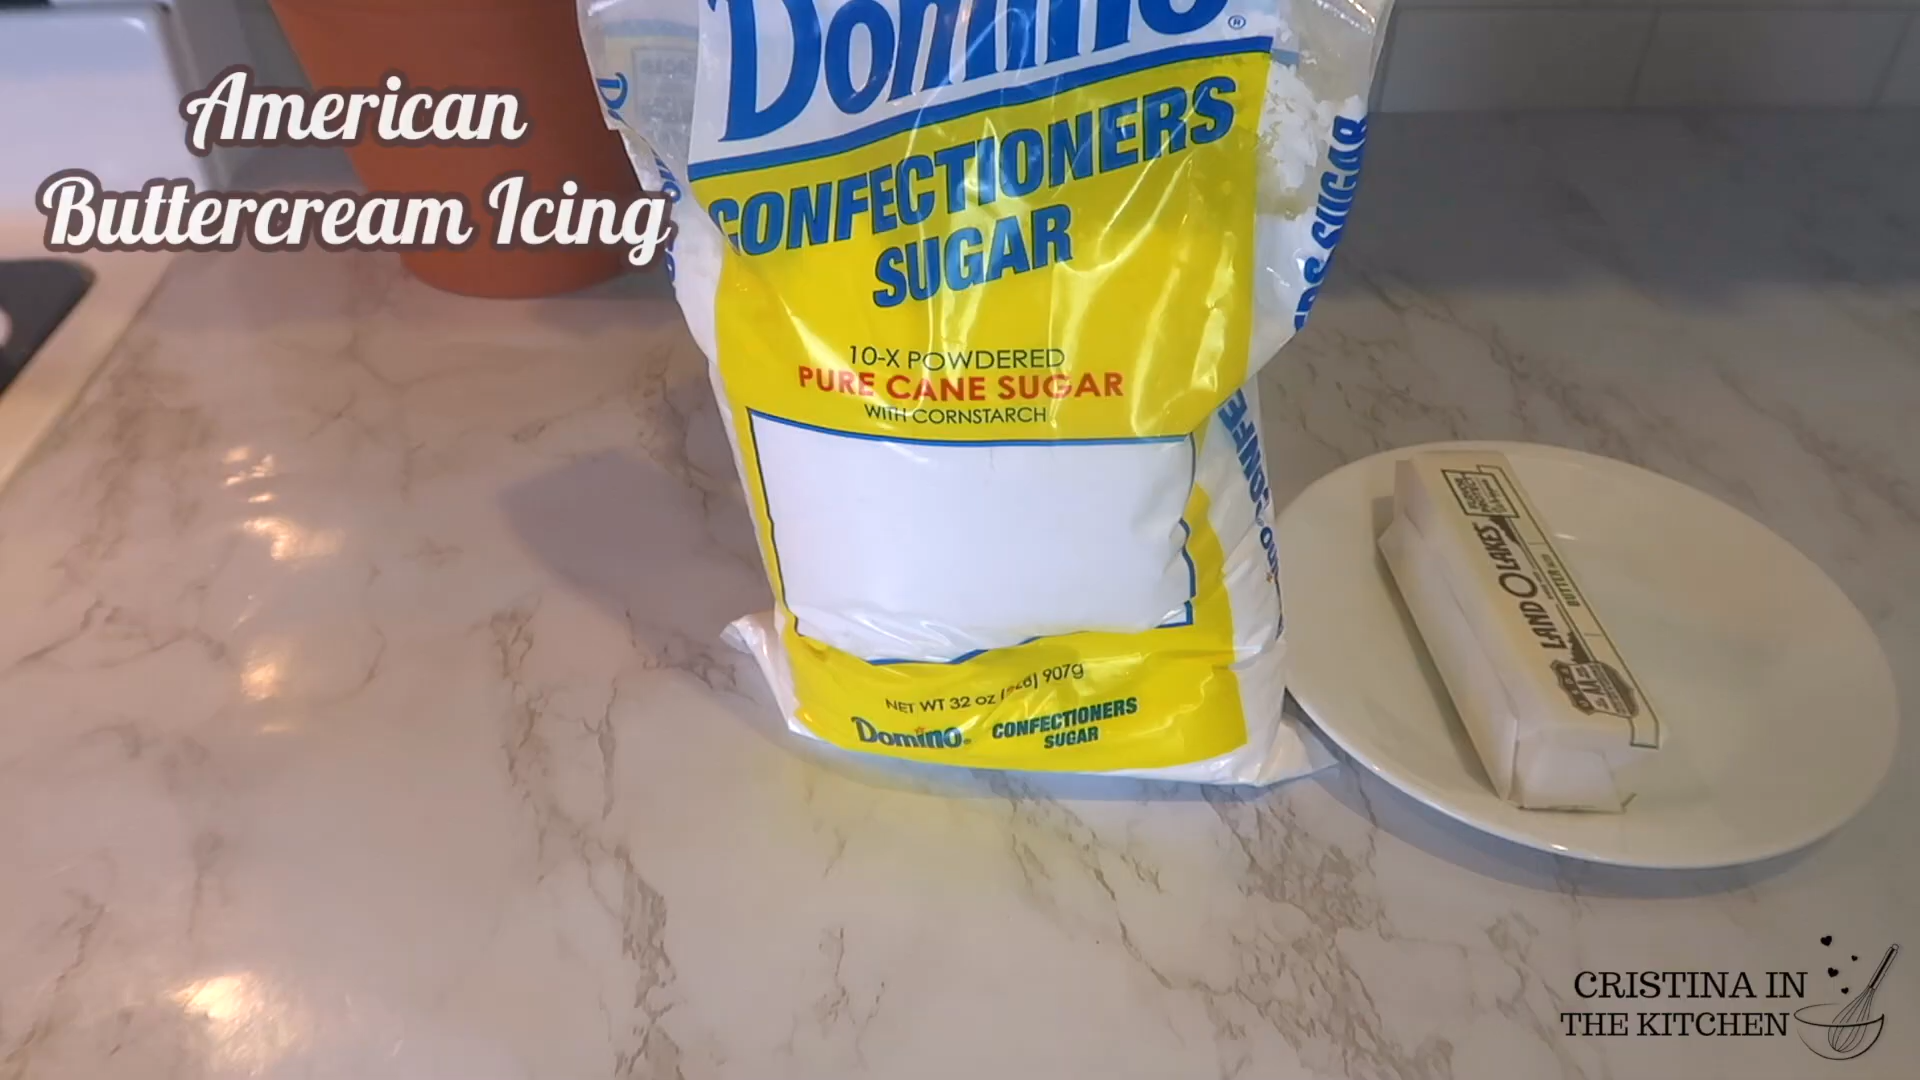 American
Buttercream Icing
Domino®
CONFECTIONERS
SUGAR
10-X POWDERED
PURE CANE SUGAR
WITH CORNSTARCH
NET WT 32 oz 907g
Domino® CONFECTIONERS
SUGAR
LAND O LAKES
BUTTER
CRISTINA IN
THE KITCHEN